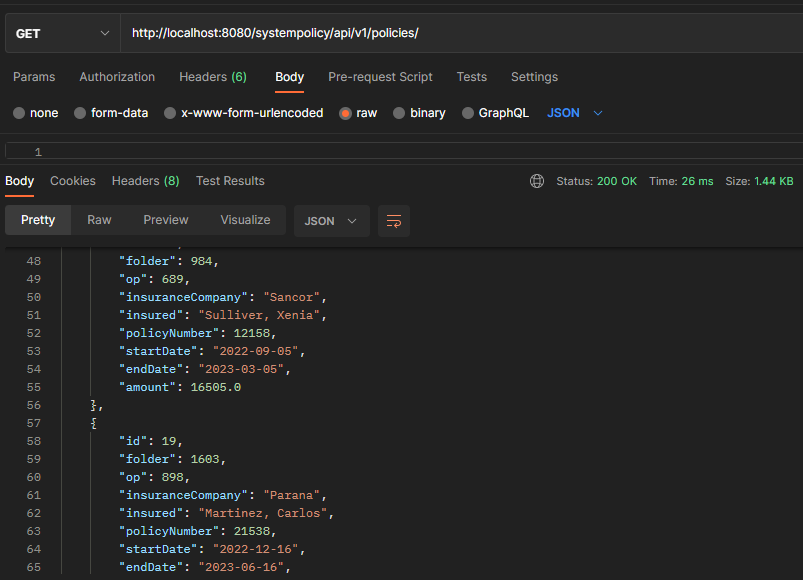 GET http://localhost:8080/systempolicy/api/v1/policies/
Params Authorization Headers (6) Body Pre-request Script Tests Settings
none form-data x-www-form-urlencoded raw binary GraphQL JSON
1
Body Cookies Headers (8) Test Results Status: 200 OK Time: 26 ms Size: 1.44 KB
Pretty Raw Preview Visualize JSON
48 "folder": 984,
49 "op": 689,
50 "insuranceCompany": "Sancor",
51 "insured": "Sulliver, Xenia",
52 "policyNumber": 12158,
53 "startDate": "2022-09-05",
54 "endDate": "2023-03-05",
55 "amount": 16505.0
56 },
57 {
58 "id": 19,
59 "folder": 1603,
60 "op": 898,
61 "insuranceCompany": "Parana",
62 "insured": "Martinez, Carlos",
63 "policyNumber": 21538,
64 "startDate": "2022-12-16",
65 "endDate": "2023-06-16",